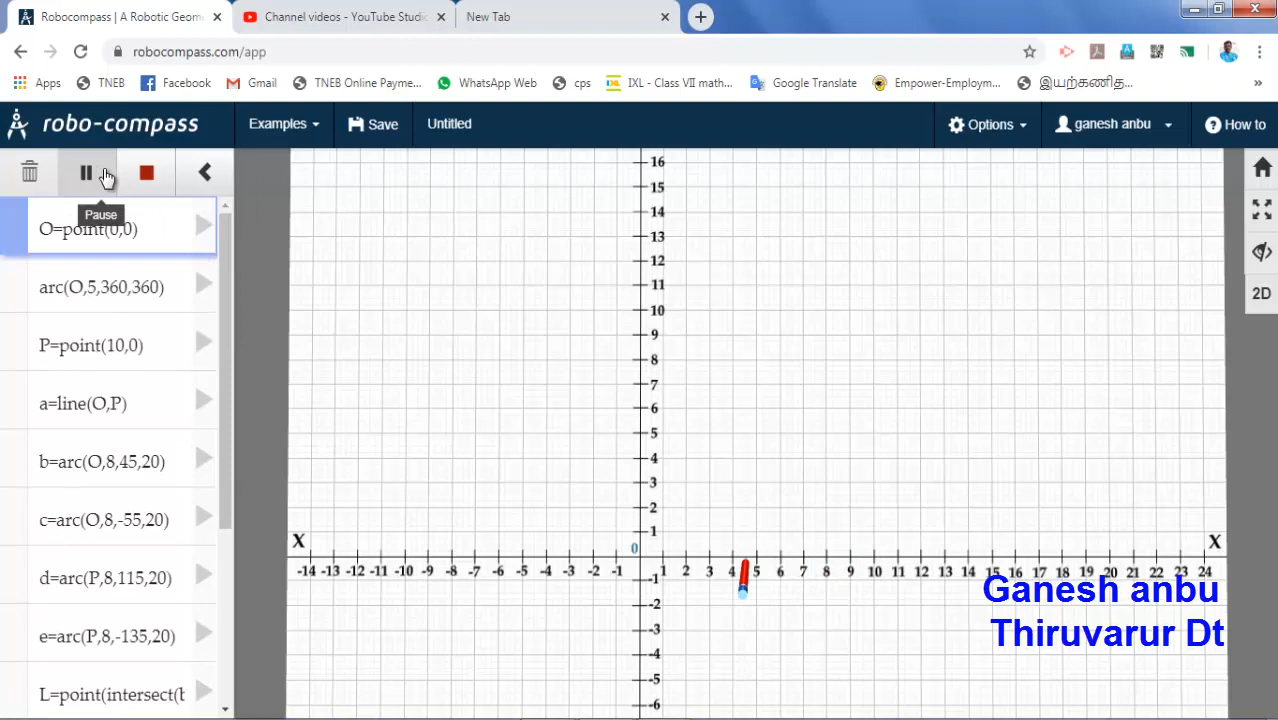 Robocompass | A Robotic Geom
Channel videos - YouTube Studi
New Tab
robocompass.com/app
Apps
TNEB
Facebook
Gmail
TNEB Online Payme...
WhatsApp Web
cps
IXL - Class VII math...
Google Translate
Empower-Employm...
இயற்கணித...
»
robo-compass
Examples
Save
Untitled
Options
ganesh anbu
How to
Pause
O=point(0,0)
arc(O,5,360,360)
P=point(10,0)
a=line(O,P)
b=arc(O,8,45,20)
c=arc(O,8,-55,20)
d=arc(P,8,115,20)
e=arc(P,8,-135,20)
L=point(intersect(b
2D
16
15
14
13
12
11
10
9
8
7
6
5
4
3
2
1
X 0 X
-14 -13 -12 -11 -10 -9 -8 -7 -6 -5 -4 -3 -2 -1 1 2 3 4 5 6 7 8 9 10 11 12 13 14 15 16 17 18 19 20 21 22 23 24
-1
-2
-3
-4
-5
-6
Ganesh anbu
Thiruvarur Dt